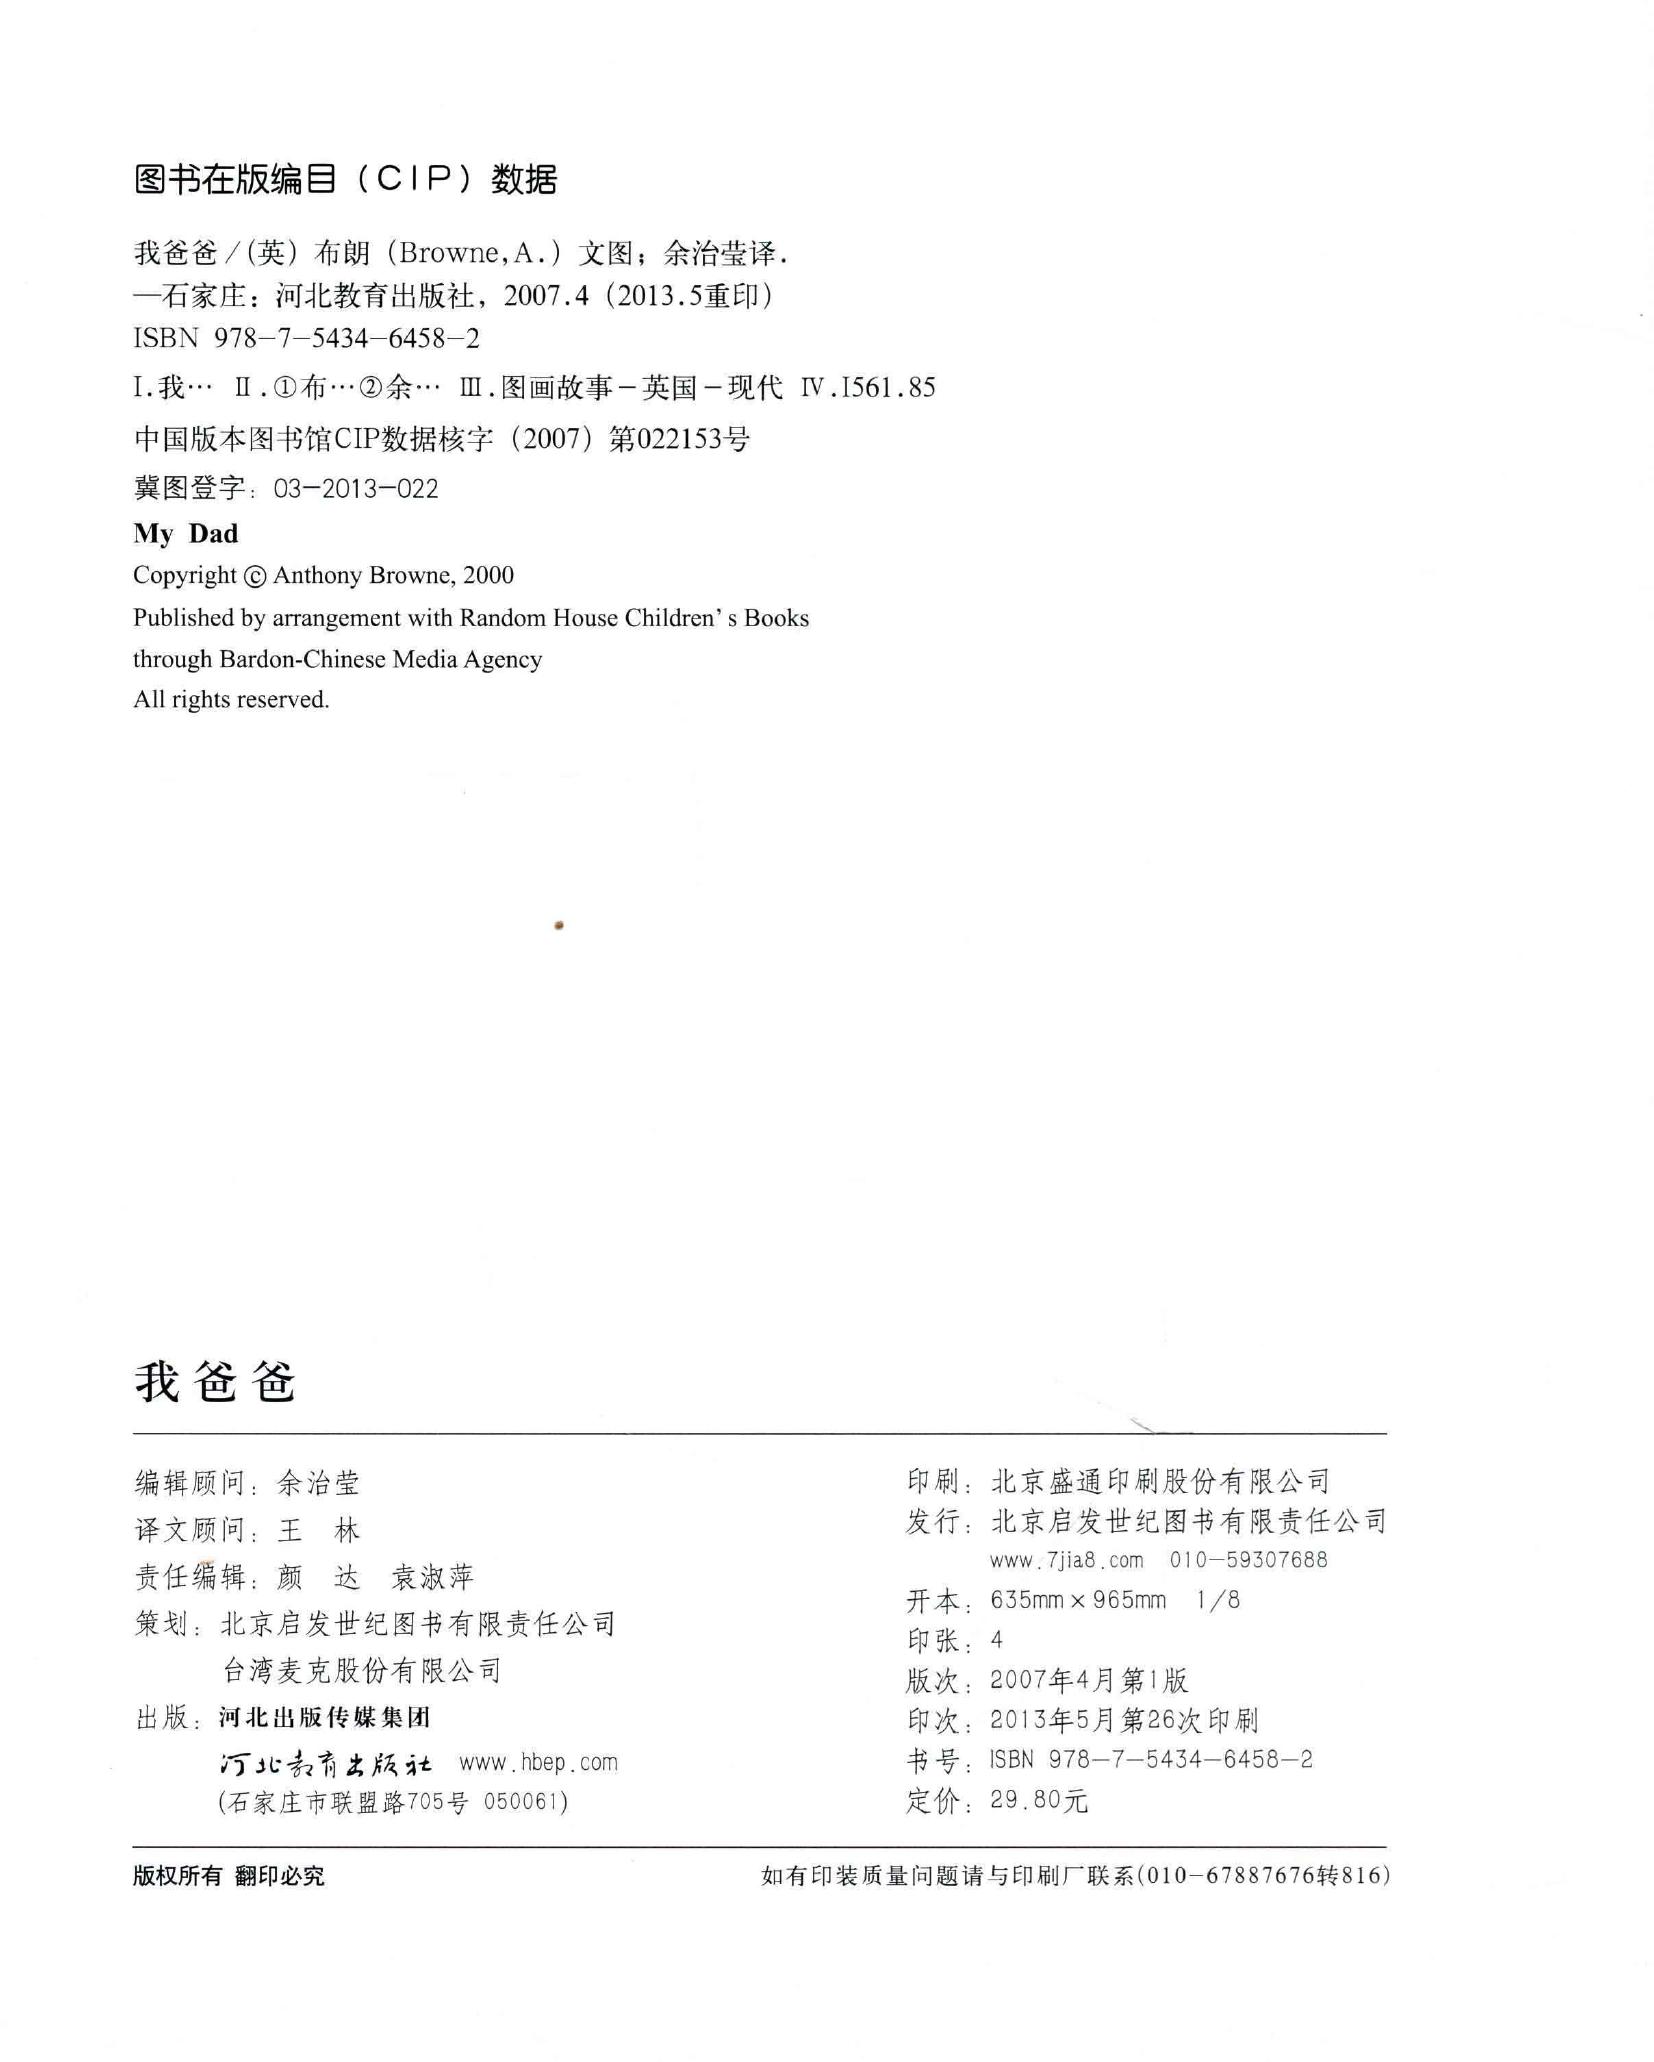 图书在版编目（CIP）数据
我爸爸／(英）布朗（Browne,A.）文图；余治莹译.
—石家庄：河北教育出版社，2007.4（2013.5重印）
ISBN 978-7-5434-6458-2
Ⅰ.我… Ⅱ.①布…②余… Ⅲ.图画故事－英国－现代 Ⅳ.I561.85
中国版本图书馆CIP数据核字（2007）第022153号
冀图登字：03-2013-022
My Dad
Copyright © Anthony Browne, 2000
Published by arrangement with Random House Children's Books
through Bardon-Chinese Media Agency
All rights reserved.
我爸爸
编辑顾问：余治莹
译文顾问：王　林
责任编辑：颜　达　袁淑萍
策划：北京启发世纪图书有限责任公司
台湾麦克股份有限公司
出版：河北出版传媒集团
河北教育出版社 www.hbep.com
(石家庄市联盟路705号 050061)
印刷：北京盛通印刷股份有限公司
发行：北京启发世纪图书有限责任公司
www.7jia8.com 010-59307688
开本：635mm×965mm 1/8
印张：4
版次：2007年4月第1版
印次：2013年5月第26次印刷
书号：ISBN 978-7-5434-6458-2
定价：29.80元
版权所有 翻印必究
如有印装质量问题请与印刷厂联系(010-67887676转816)